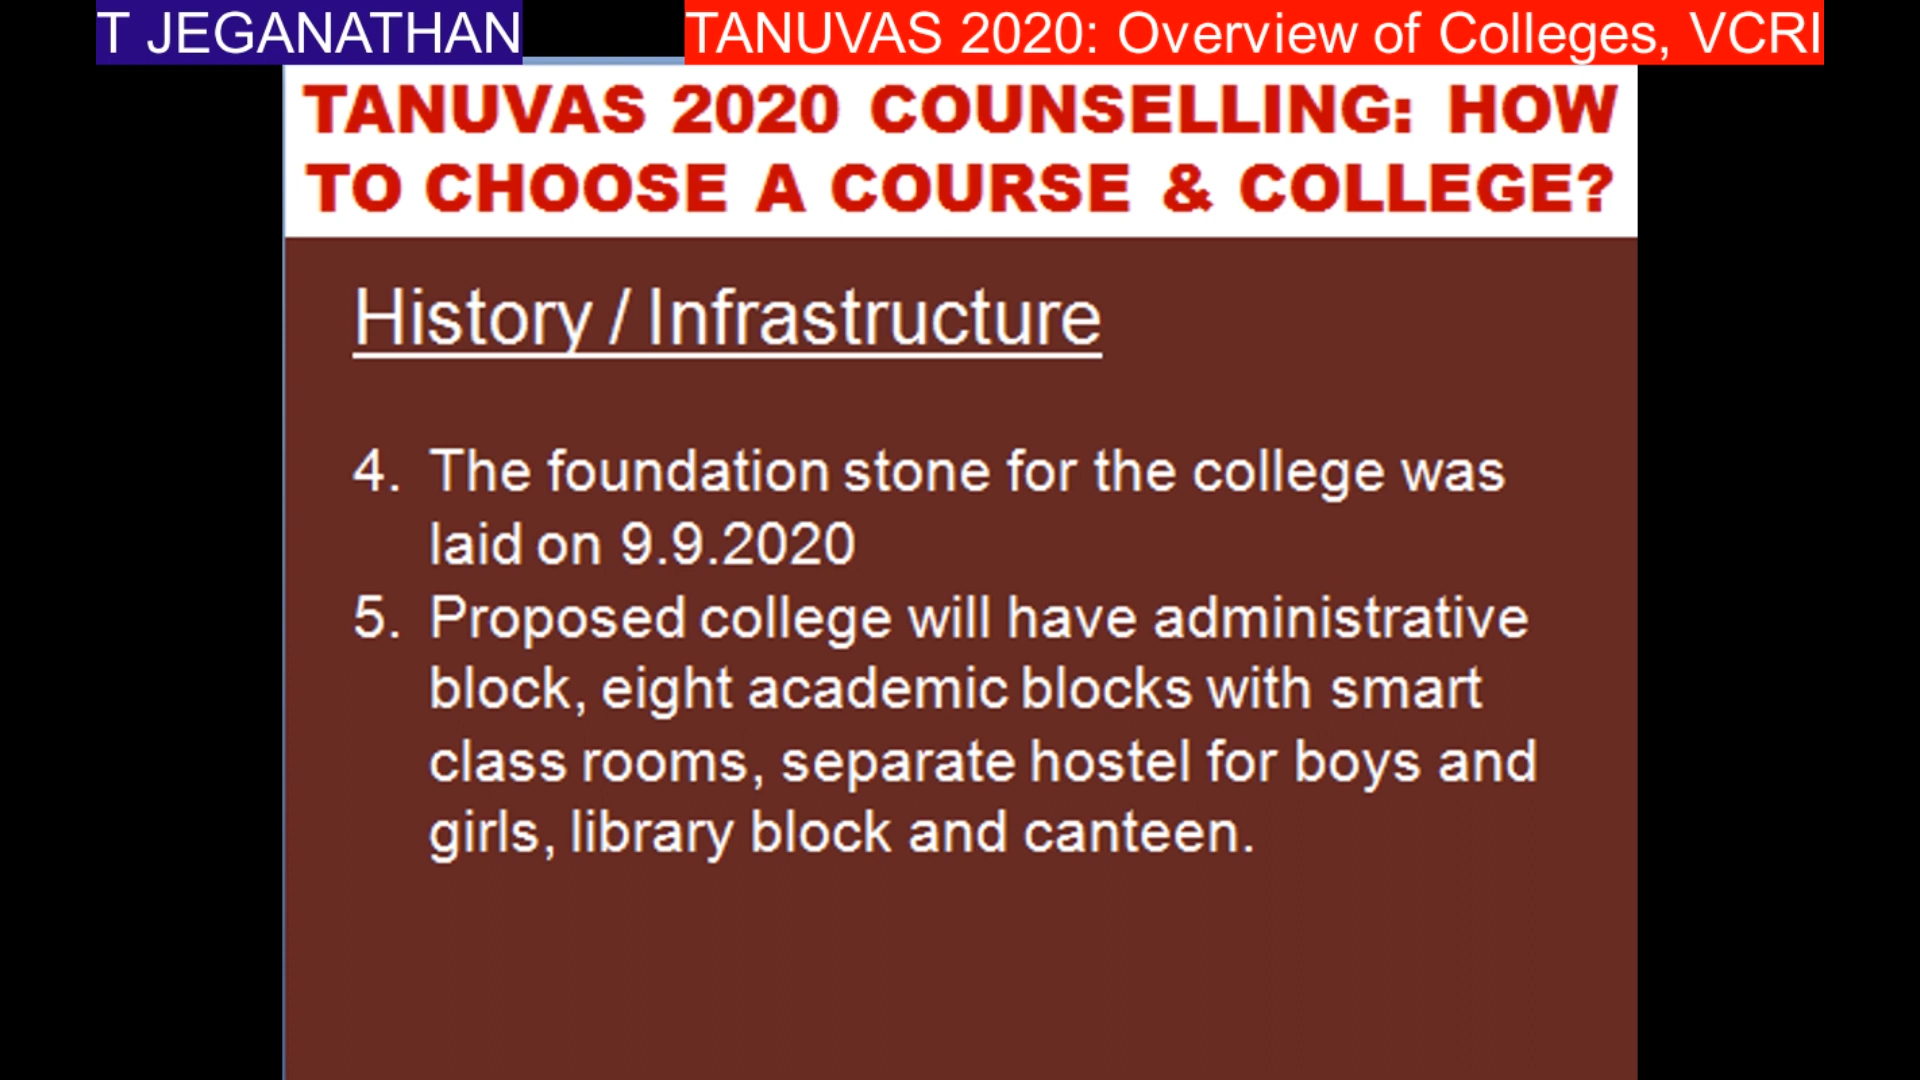 T JEGANATHAN
TANUVAS 2020: Overview of Colleges, VCRI
TANUVAS 2020 COUNSELLING: HOW
TO CHOOSE A COURSE & COLLEGE?
History / Infrastructure
4. The foundation stone for the college was
laid on 9.9.2020
5. Proposed college will have administrative
block, eight academic blocks with smart
class rooms, separate hostel for boys and
girls, library block and canteen.